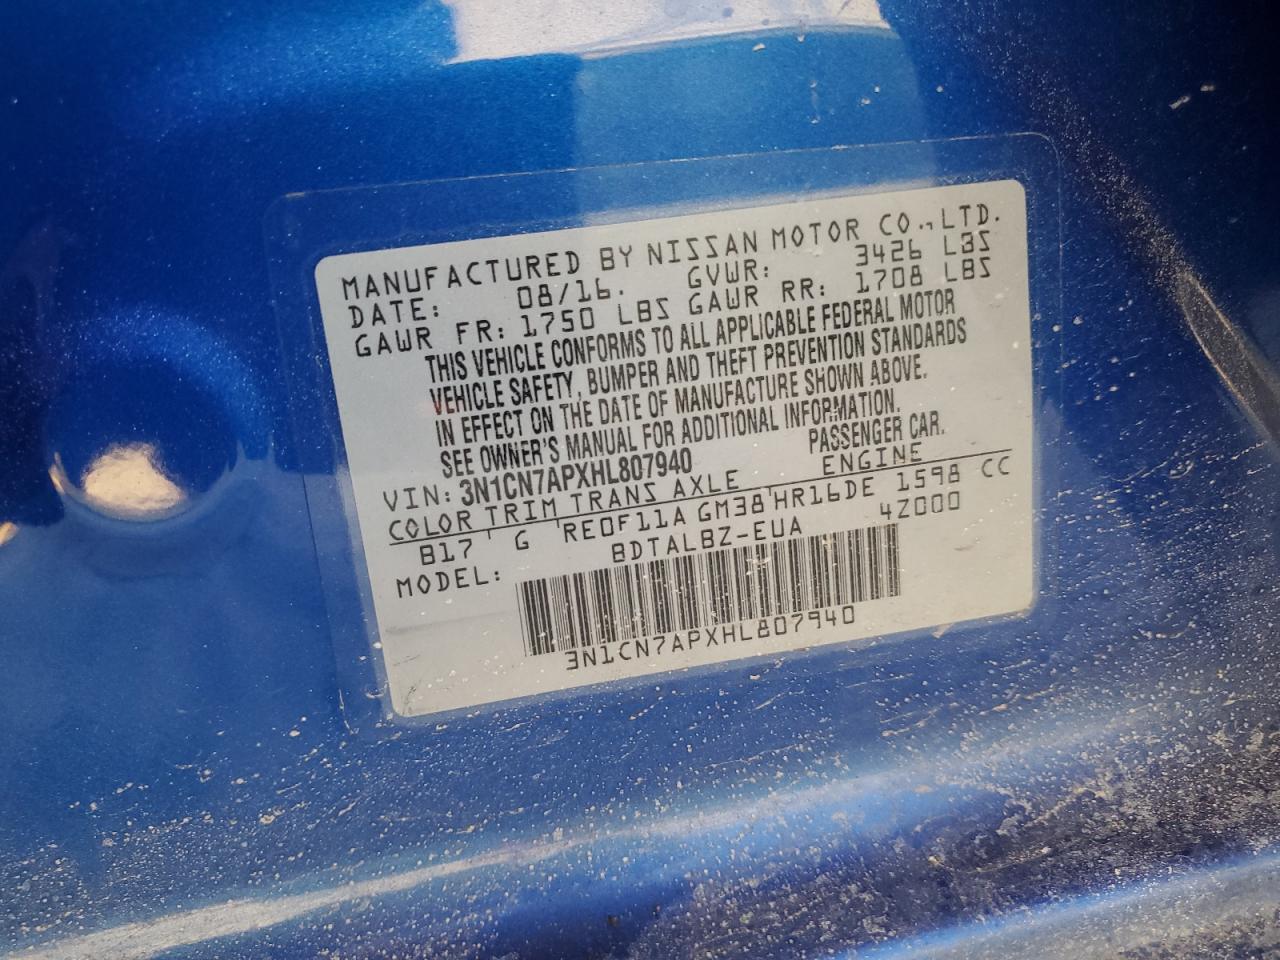 MANUFACTURED BY NISSAN MOTOR CO., LTD.
DATE: 08/16. GVWR: 3426 LBS
GAWR FR: 1750 LBS GAWR RR: 1708 LBS
THIS VEHICLE CONFORMS TO ALL APPLICABLE FEDERAL MOTOR
VEHICLE SAFETY, BUMPER AND THEFT PREVENTION STANDARDS
IN EFFECT ON THE DATE OF MANUFACTURE SHOWN ABOVE.
SEE OWNER'S MANUAL FOR ADDITIONAL INFORMATION.
VIN: 3N1CN7APXHL807940 PASSENGER CAR.
COLOR TRIM TRANS AXLE ENGINE
B17 G RE0F11A GM38 HR16DE 1598 CC
MODEL: BDTALBZ-EUA 4Z000
3N1CN7APXHL807940